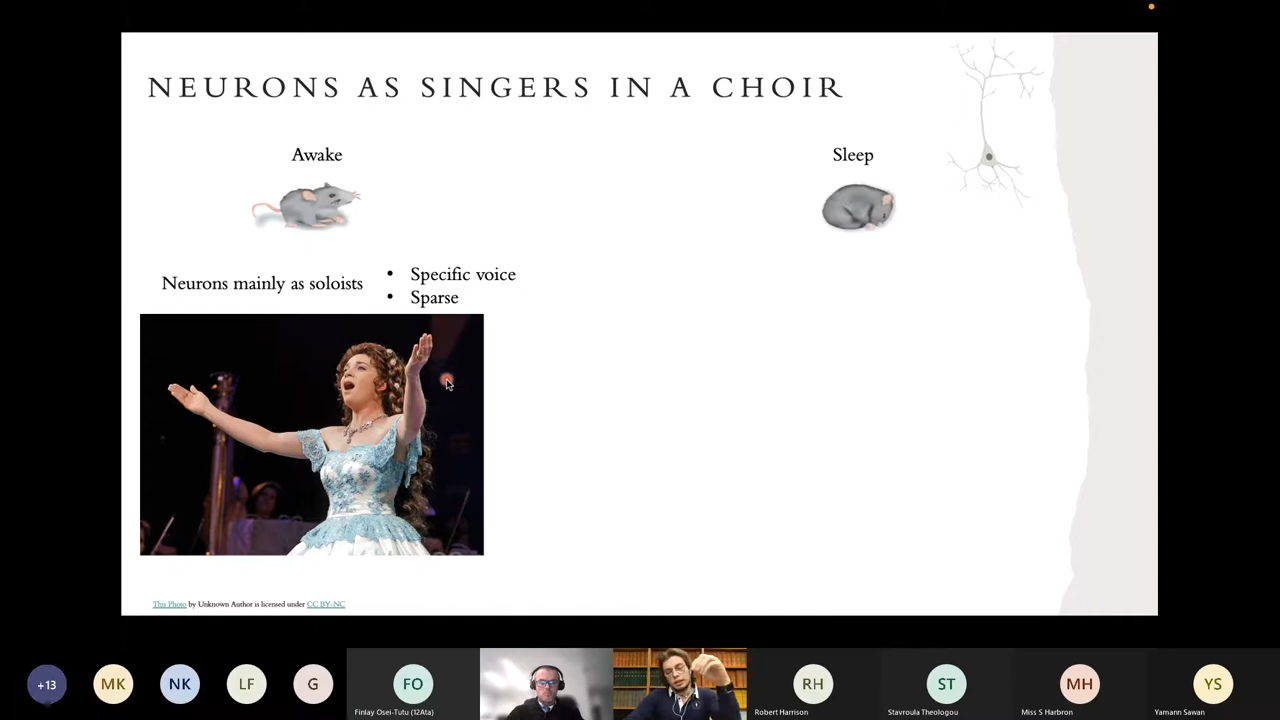 NEURONS AS SINGERS IN A CHOIR
Awake
Sleep
Neurons mainly as soloists
• Specific voice
• Sparse
This Photo by Unknown Author is licensed under CC BY-NC
+13
MK
NK
LF
G
FO
RH
ST
MH
YS
Finlay Osei-Tutu (12Ata)
Robert Harrison
Stavroula Theologou
Miss S Harbron
Yamann Sawan